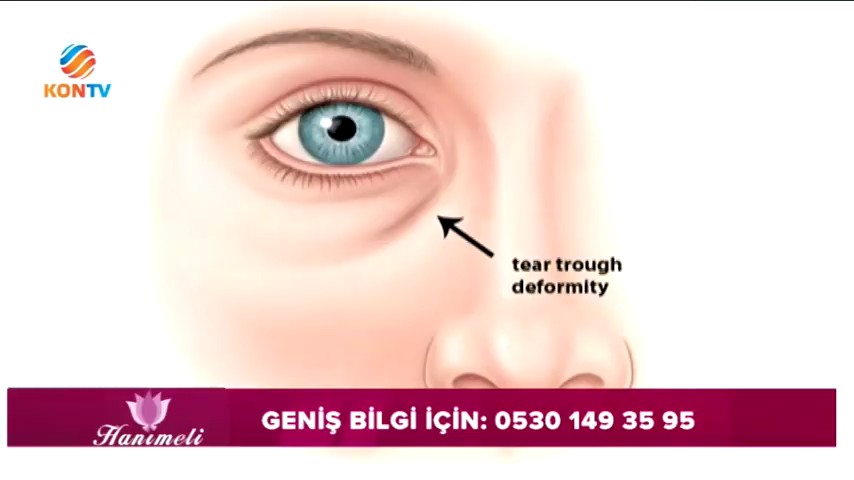 KONTV
tear trough
deformity
Hanımeli
GENİŞ BİLGİ İÇİN: 0530 149 35 95